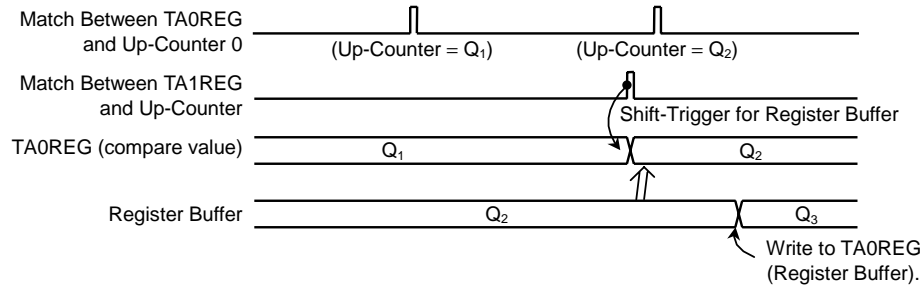 Match Between TA0REG
and Up-Counter 0
(Up-Counter = Q₁)
(Up-Counter = Q₂)
Match Between TA1REG
and Up-Counter
Shift-Trigger for Register Buffer
TA0REG (compare value)
Q₁
Q₂
Register Buffer
Q₂
Q₃
Write to TA0REG
(Register Buffer).